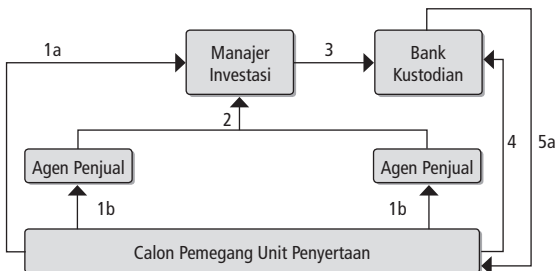 1a
Manajer
Investasi
3
Bank
Kustodian
2
4
5a
Agen Penjual
Agen Penjual
1b
1b
Calon Pemegang Unit Penyertaan